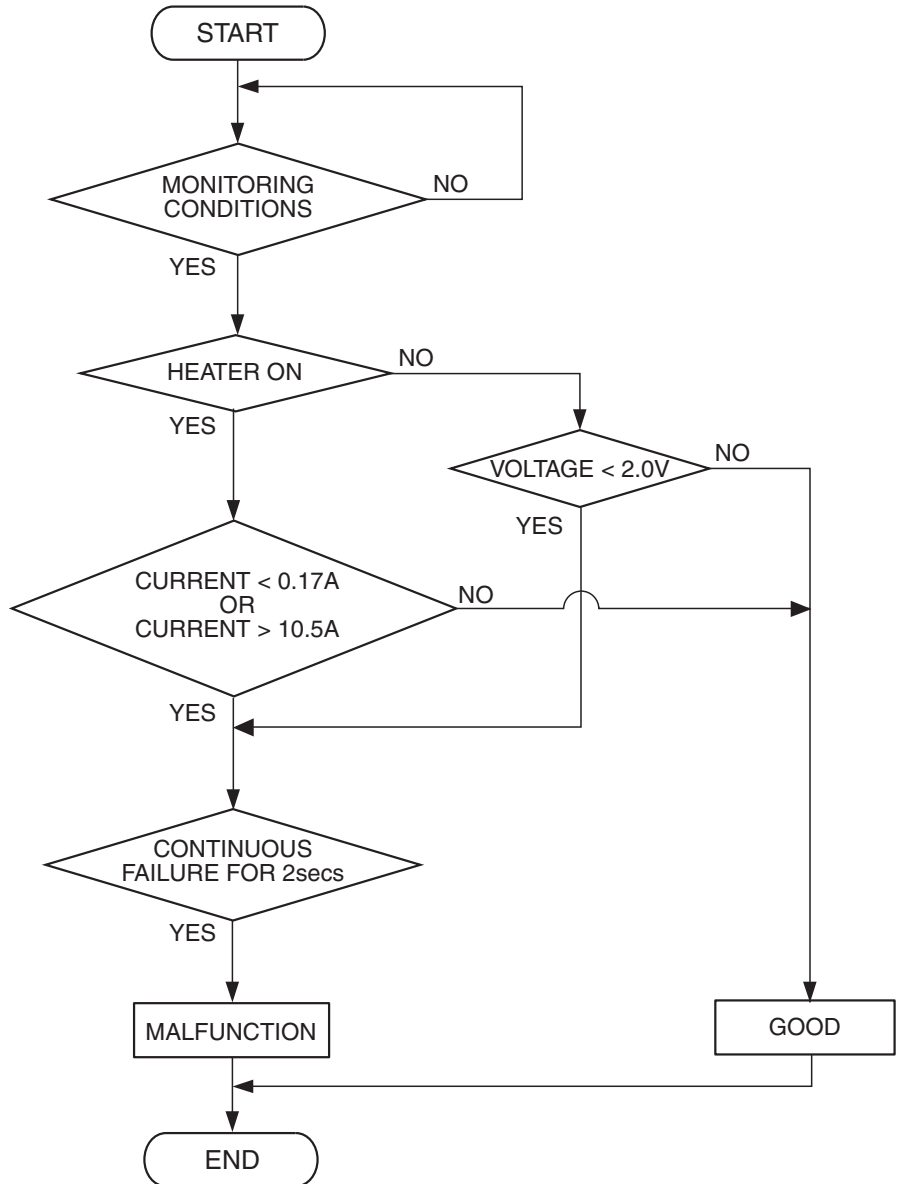 START
MONITORING
CONDITIONS
NO
YES
HEATER ON
NO
YES
VOLTAGE < 2.0V
NO
YES
CURRENT < 0.17A
OR
CURRENT > 10.5A
NO
YES
CONTINUOUS
FAILURE FOR 2secs
YES
MALFUNCTION
GOOD
END